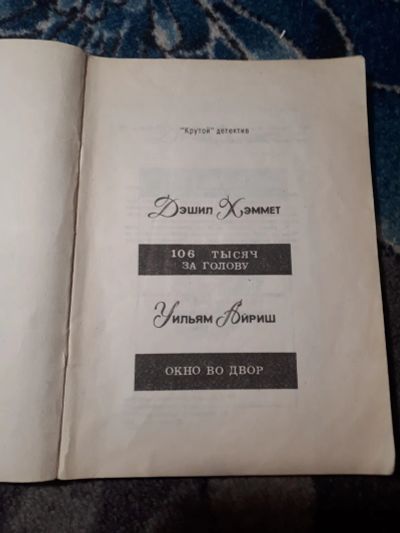 "Крутой" детектив
Дэшил Хэммет
106 ТЫСЯЧ
ЗА ГОЛОВУ
Уильям Айриш
ОКНО ВО ДВОР